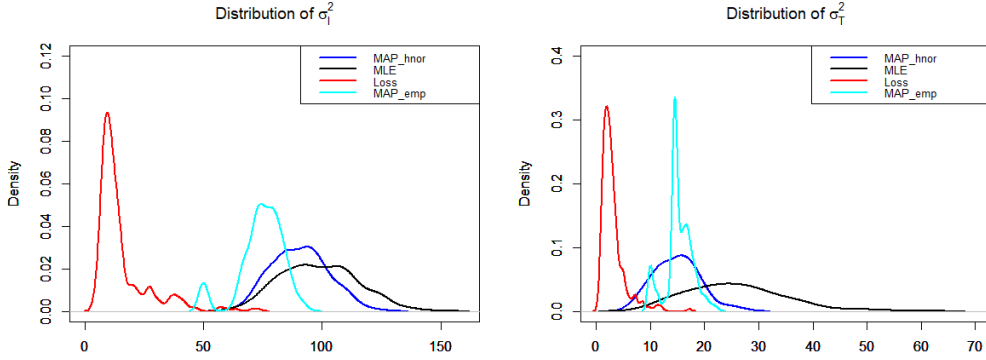 Distribution of σ_I^2
Density
0.00 0.02 0.04 0.06 0.08 0.10 0.12
MAP_hnor
MLE
Loss
MAP_emp
0 50 100 150
Distribution of σ_T^2
Density
0.0 0.1 0.2 0.3 0.4
MAP_hnor
MLE
Loss
MAP_emp
0 10 20 30 40 50 60 70